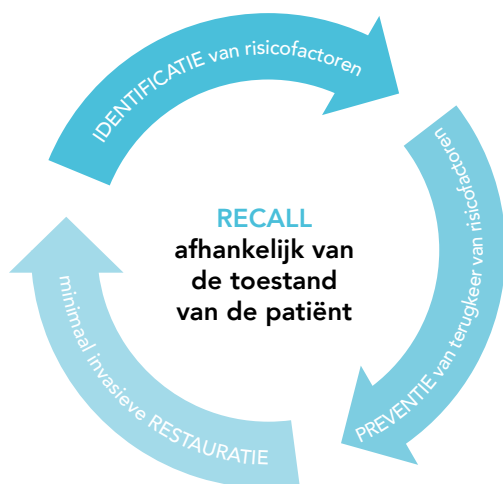 IDENTIFICATIE van risicofactoren
PREVENTIE van terugkeer van risicofactoren
minimaal invasieve RESTAURATIE
RECALL
afhankelijk van
de toestand
van de patiënt